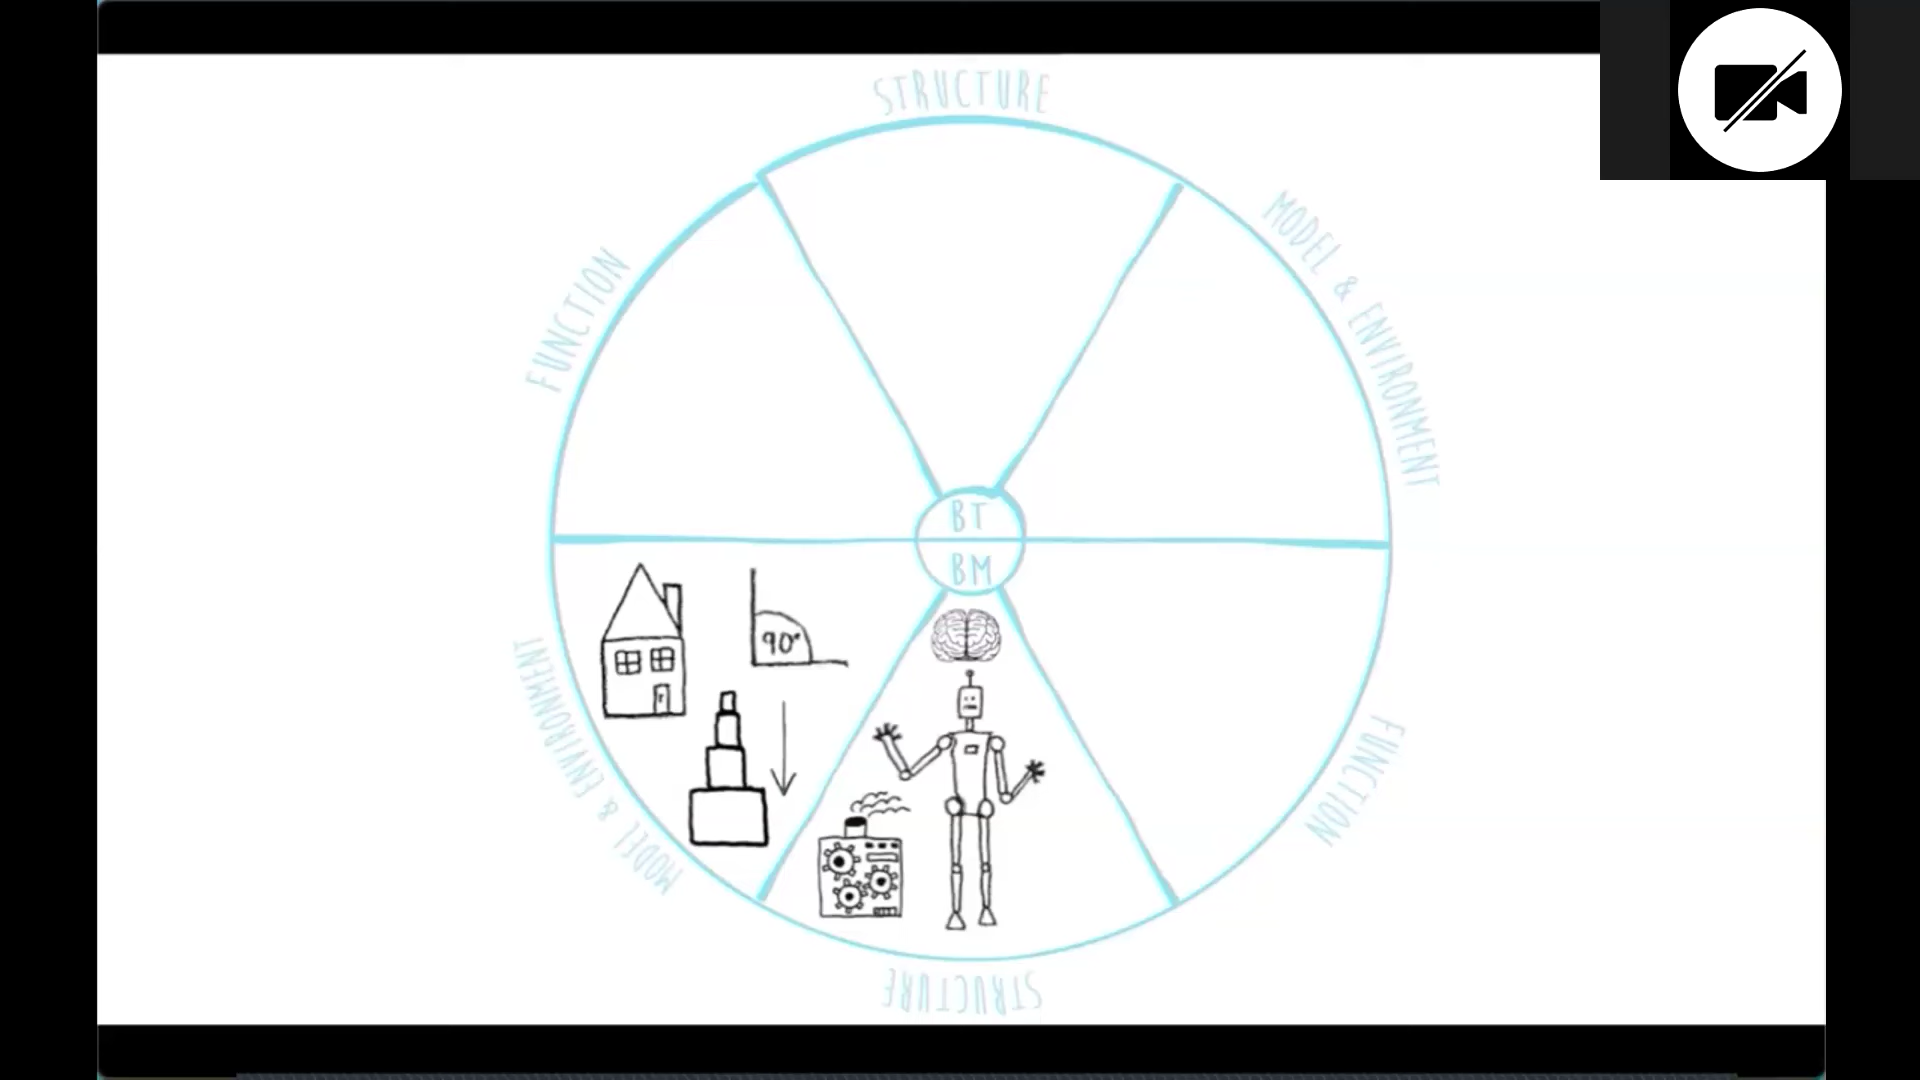 STRUCTURE
MODEL & ENVIRONMENT
FUNCTION
BT
BM
90°
FUNCTION
MODEL & ENVIRONMENT
STRUCTURE